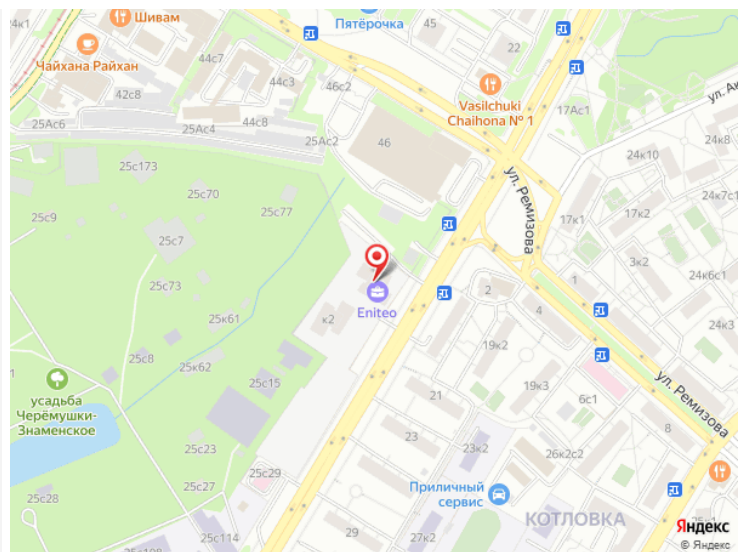 24к1
Шивам
Пятёрочка
45
44с7
22
Чайхана Райхан
44с3
46с2
Vasilchuki
Chaihona № 1
42с8
44с8
17Ас1
ул. Ак
25Ас6
25Ас4
25Ас2
46
24к10
24к8
25с173
ул. Ремизова
25с70
24к7с1
25с9
25с77
17к1
17к2
25с7
3к2
24к6с1
25с73
1
2
4
Eniteo
25к61
к2
24к3
19к2
25с8
25к62
19к3
ул. Ремизова
25с15
6с1
усадьба
Черёмушки-
Знаменское
21
8
23
25с23
23к2
26к2с2
25с29
25с27
Приличный
сервис
25с28
КОТЛОВКА
Яндекс
29
27к2
25с114
25с108
© Яндекс